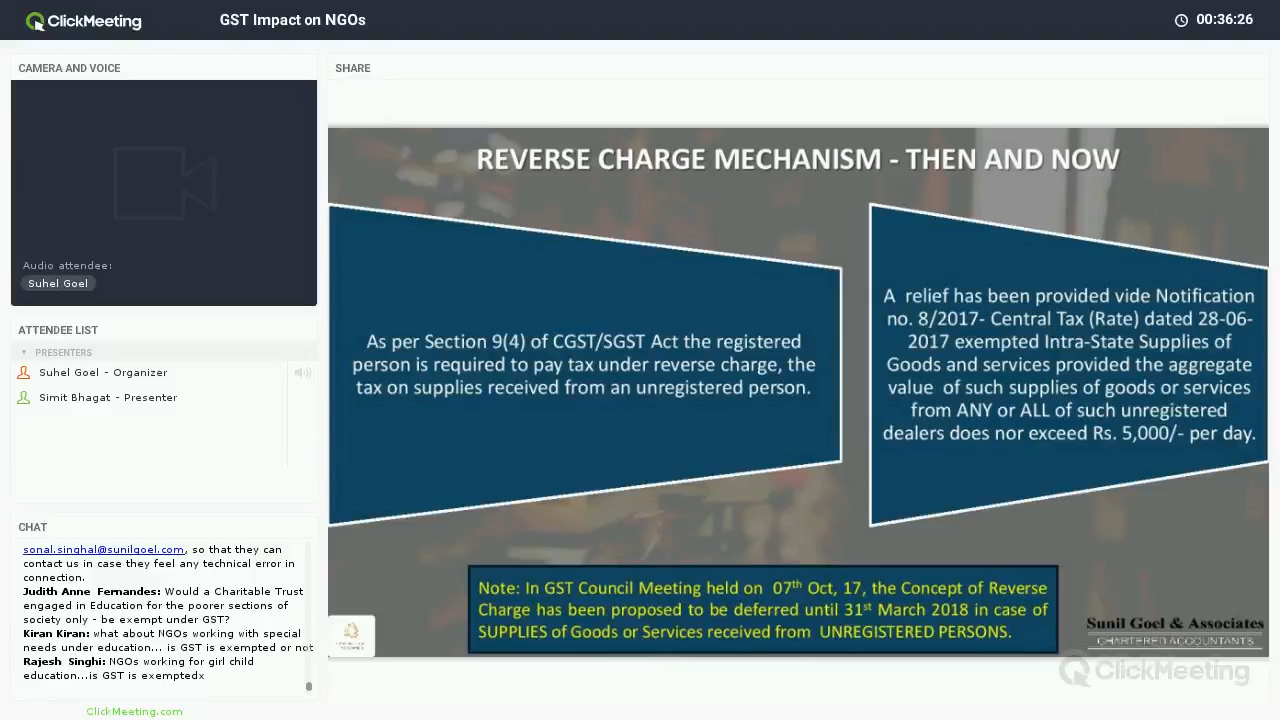 ClickMeeting
GST Impact on NGOs
00:36:26
CAMERA AND VOICE
Audio attendee:
Suhel Goel
ATTENDEE LIST
PRESENTERS
Suhel Goel - Organizer
Simit Bhagat - Presenter
CHAT
sonal.singhal@sunilgoel.com, so that they can
contact us in case they feel any technical error in
connection.
Judith Anne Fernandes: Would a Charitable Trust
engaged in Education for the poorer sections of
society only - be exempt under GST?
Kiran Kiran: what about NGOs working with special
needs under education... is GST is exempted or not
Rajesh Singhi: NGOs working for girl child
education...is GST is exemptedx
ClickMeeting.com
SHARE
REVERSE CHARGE MECHANISM - THEN AND NOW
As per Section 9(4) of CGST/SGST Act the registered
person is required to pay tax under reverse charge, the
tax on supplies received from an unregistered person.
A relief has been provided vide Notification
no. 8/2017- Central Tax (Rate) dated 28-06-
2017 exempted Intra-State Supplies of
Goods and services provided the aggregate
value of such supplies of goods or services
from ANY or ALL of such unregistered
dealers does nor exceed Rs. 5,000/- per day.
Note: In GST Council Meeting held on 07th Oct, 17, the Concept of Reverse
Charge has been proposed to be deferred until 31st March 2018 in case of
SUPPLIES of Goods or Services received from UNREGISTERED PERSONS.
Sunil Goel & Associates
CHARTERED ACCOUNTANTS
ClickMeeting